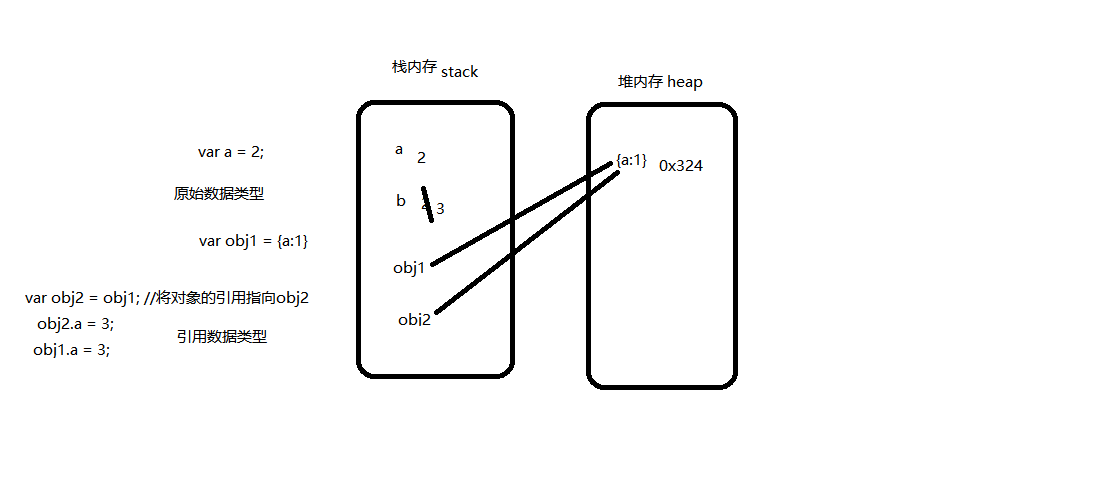 栈内存 stack
堆内存 heap
var a = 2;
a 2
{a:1} 0x324
原始数据类型
b 3
var obj1 = {a:1}
obj1
var obj2 = obj1; //将对象的引用指向obj2
obj2
obj2.a = 3;
引用数据类型
obj1.a = 3;